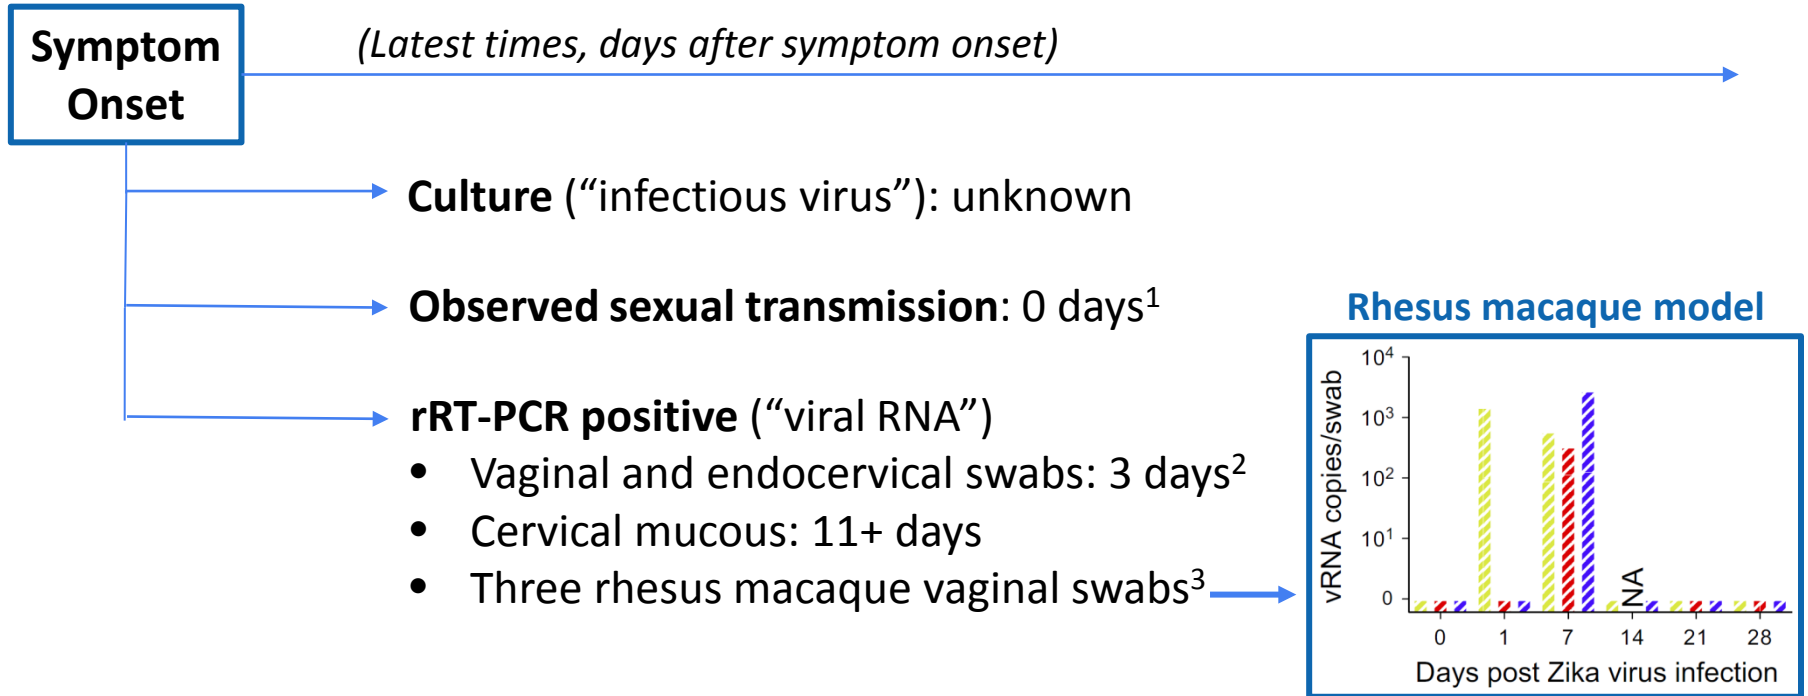 Symptom
Onset
(Latest times, days after symptom onset)
Culture (“infectious virus”): unknown
Observed sexual transmission: 0 days¹
rRT-PCR positive (“viral RNA”)
• Vaginal and endocervical swabs: 3 days²
• Cervical mucous: 11+ days
• Three rhesus macaque vaginal swabs³
Rhesus macaque model
vRNA copies/swab
10⁴
10³
10²
10¹
0
NA
0 1 7 14 21 28
Days post Zika virus infection